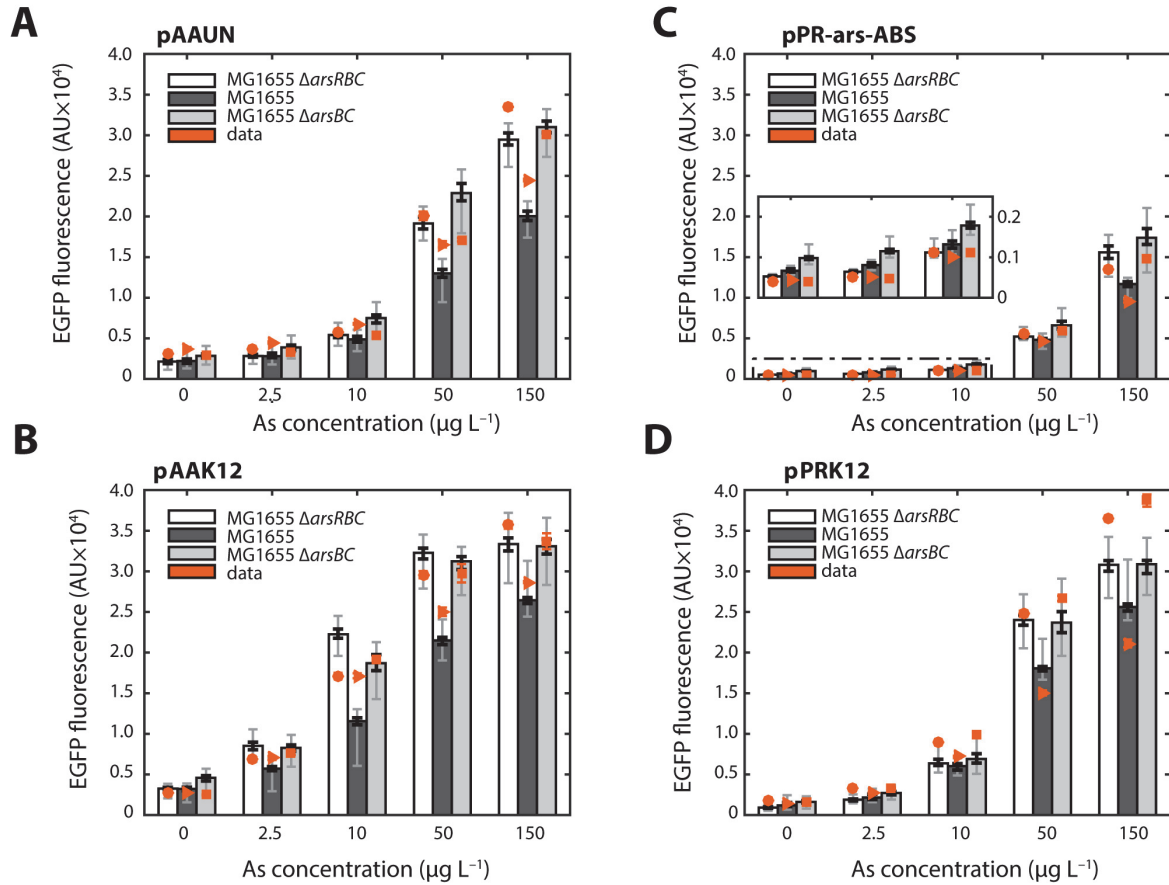 A
pAAUN
EGFP fluorescence (AU×10⁴)
4.0
3.5
3.0
2.5
2.0
1.5
1.0
0.5
0
MG1655 ΔarsRBC
MG1655
MG1655 ΔarsBC
data
0 2.5 10 50 150
As concentration (µg L⁻¹)
C
pPR-ars-ABS
EGFP fluorescence (AU×10⁴)
4.0
3.5
3.0
2.5
2.0
1.5
1.0
0.5
0
MG1655 ΔarsRBC
MG1655
MG1655 ΔarsBC
data
0.2
0.1
0
0 2.5 10 50 150
As concentration (µg L⁻¹)
B
pAAK12
EGFP fluorescence (AU×10⁴)
4.0
3.5
3.0
2.5
2.0
1.5
1.0
0.5
0
MG1655 ΔarsRBC
MG1655
MG1655 ΔarsBC
data
0 2.5 10 50 150
As concentration (µg L⁻¹)
D
pPRK12
EGFP fluorescence (AU×10⁴)
4.0
3.5
3.0
2.5
2.0
1.5
1.0
0.5
0
MG1655 ΔarsRBC
MG1655
MG1655 ΔarsBC
data
0 2.5 10 50 150
As concentration (µg L⁻¹)